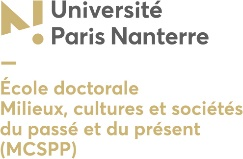 Université
Paris Nanterre
École doctorale
Milieux, cultures et sociétés
du passé et du présent
(MCSPP)